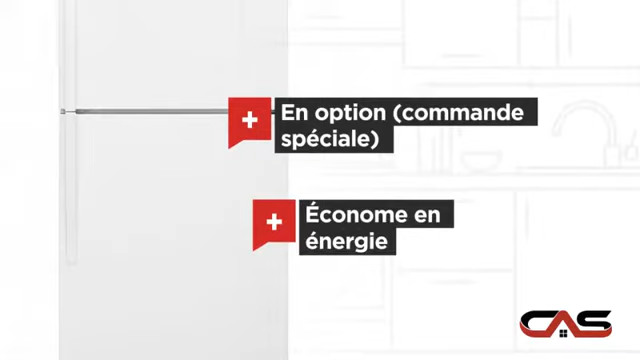 En option (commande
spéciale)
Économe en
énergie
CAS